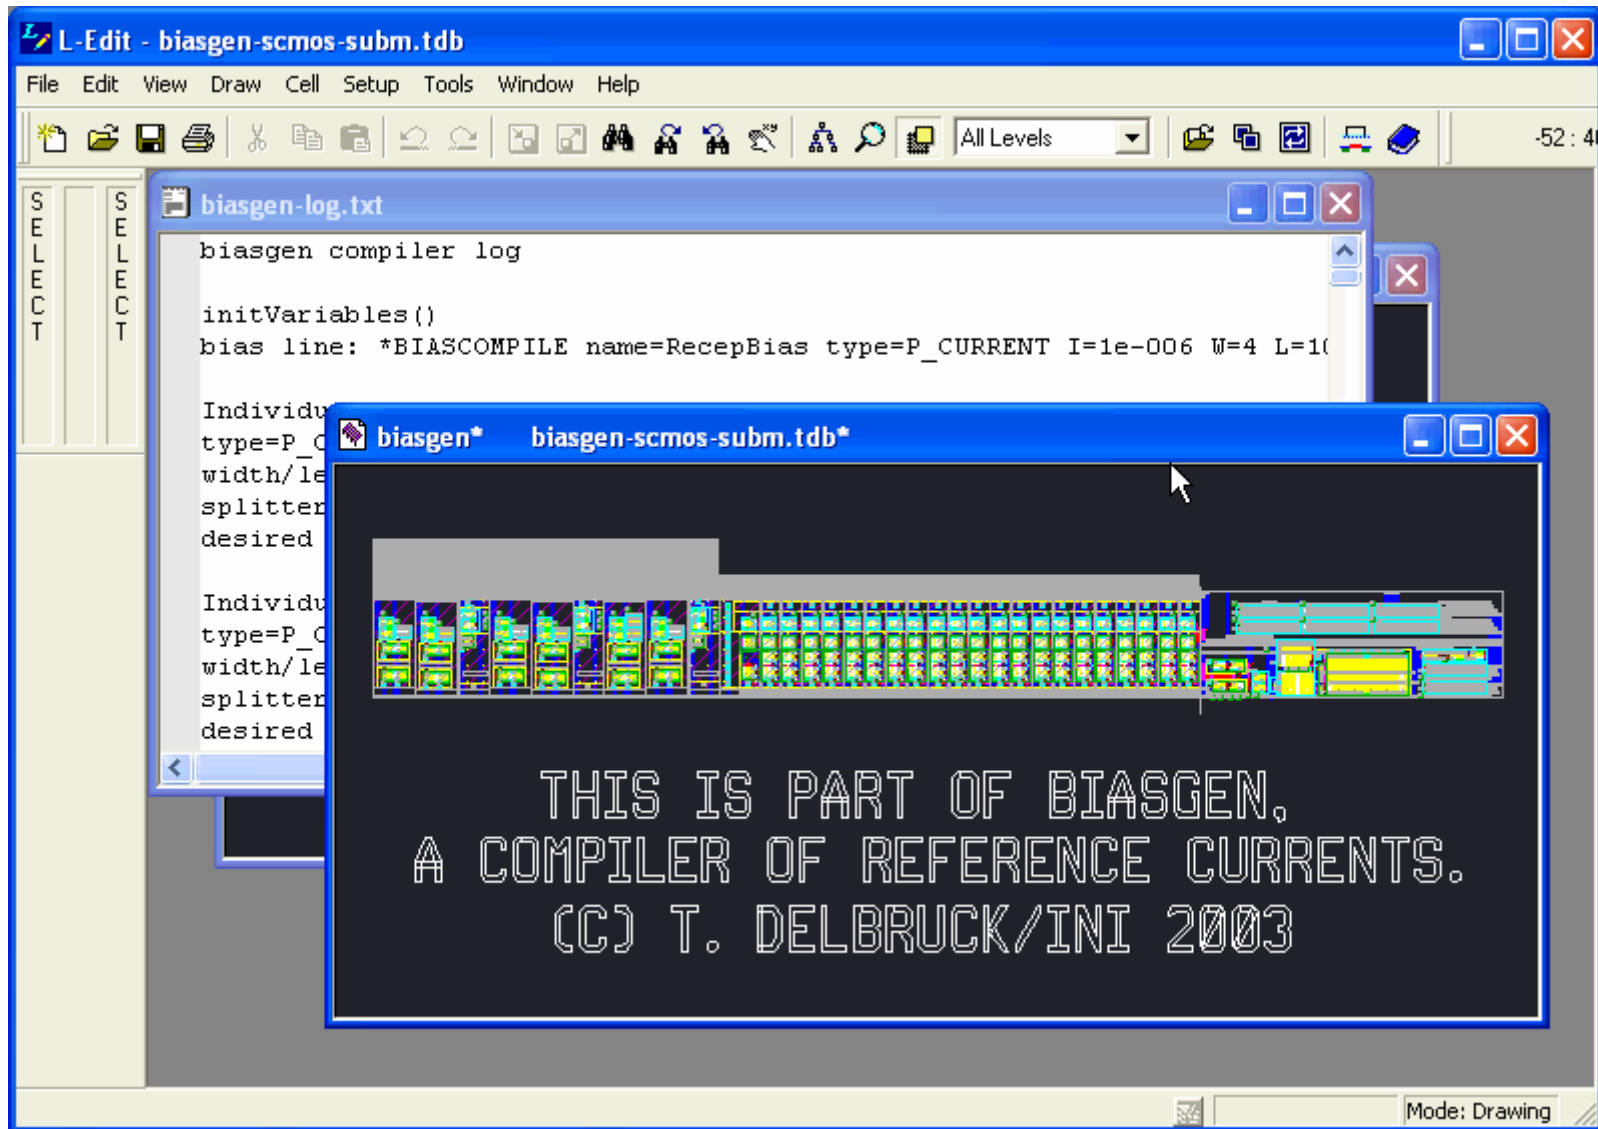 L-Edit - biasgen-scmos-subm.tdb
File Edit View Draw Cell Setup Tools Window Help
All Levels
-52 : 4
SELECT
SELECT
biasgen-log.txt
biasgen compiler log
initVariables()
bias line: *BIASCOMPILE name=RecepBias type=P_CURRENT I=1e-006 W=4 L=10
Individu
type=P_C
width/le
splitter
desired
Individu
type=P_C
width/le
splitter
desired
biasgen* biasgen-scmos-subm.tdb*
THIS IS PART OF BIASGEN,
A COMPILER OF REFERENCE CURRENTS.
(C) T. DELBRUCK/INI 2003
Mode: Drawing